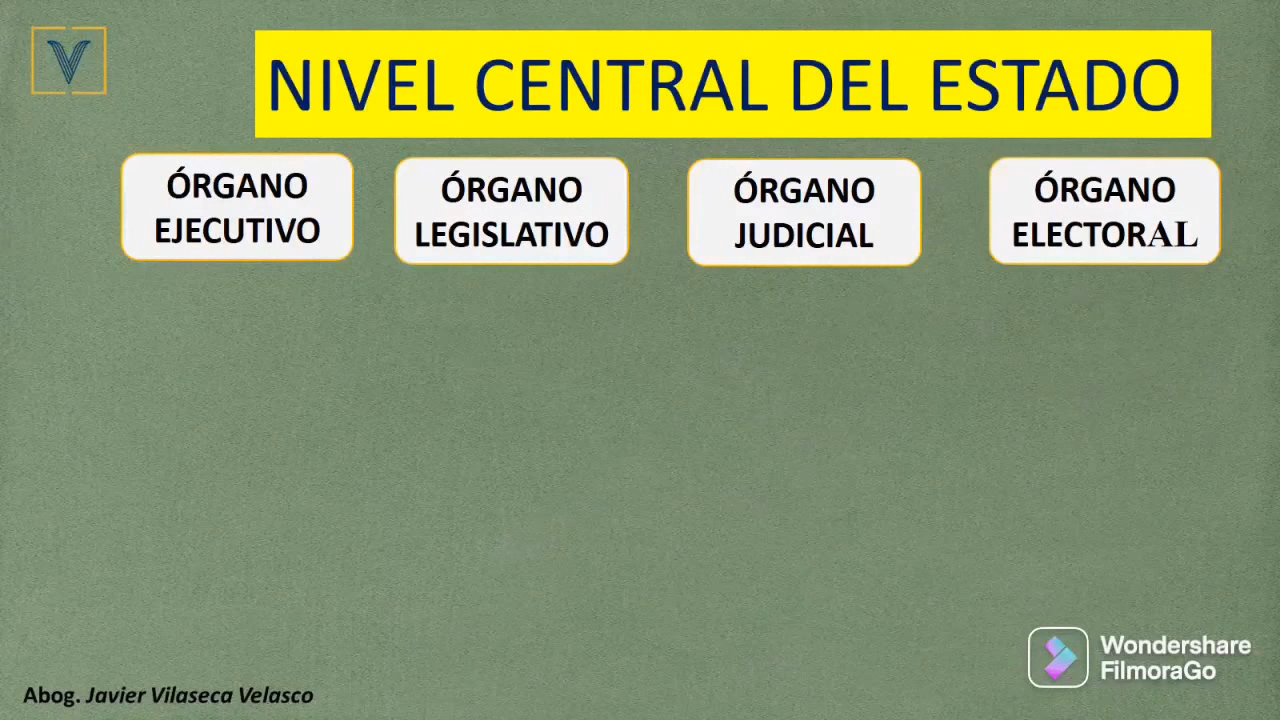 V
NIVEL CENTRAL DEL ESTADO
ÓRGANO
EJECUTIVO
ÓRGANO
LEGISLATIVO
ÓRGANO
JUDICIAL
ÓRGANO
ELECTORAL
Wondershare
FilmoraGo
Abog. Javier Vilaseca Velasco